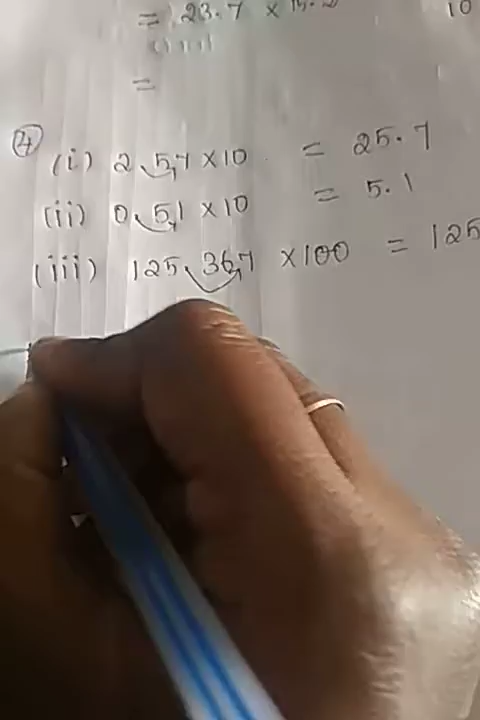 = 23.7 ×
10
=
④
(i) 2.57 × 10 = 25.7
(ii) 0.51 × 10 = 5.1
(iii) 125.367 × 100 = 125